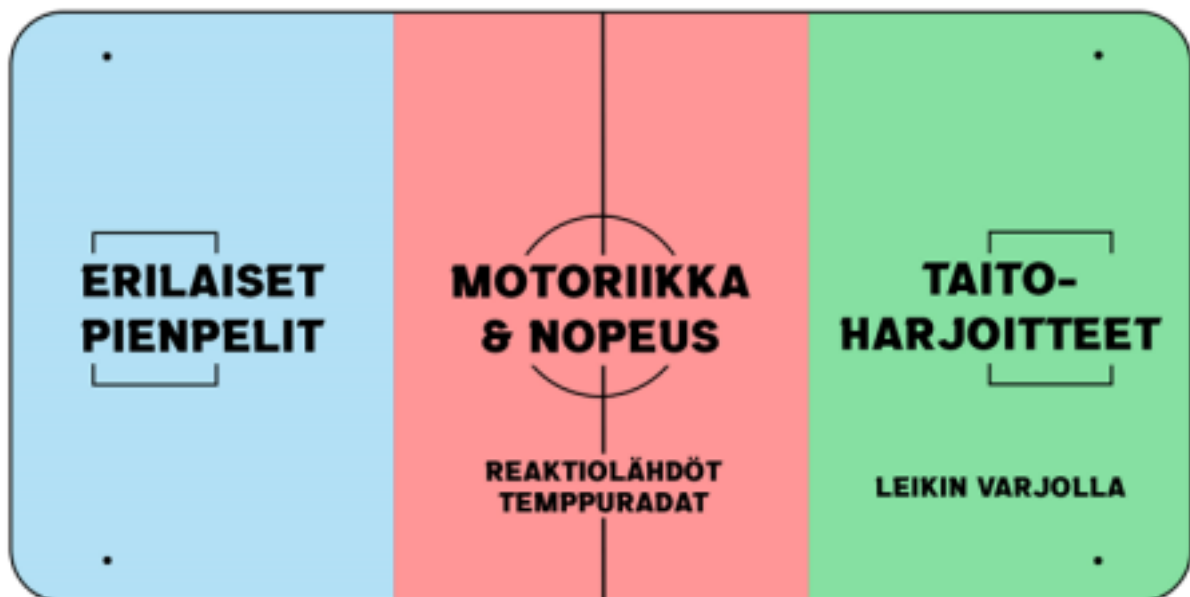 ERILAISET
PIENPELIT
MOTORIIKKA
& NOPEUS
REAKTIOLÄHDÖT
TEMPPURADAT
TAITO-
HARJOITTEET
LEIKIN VARJOLLA